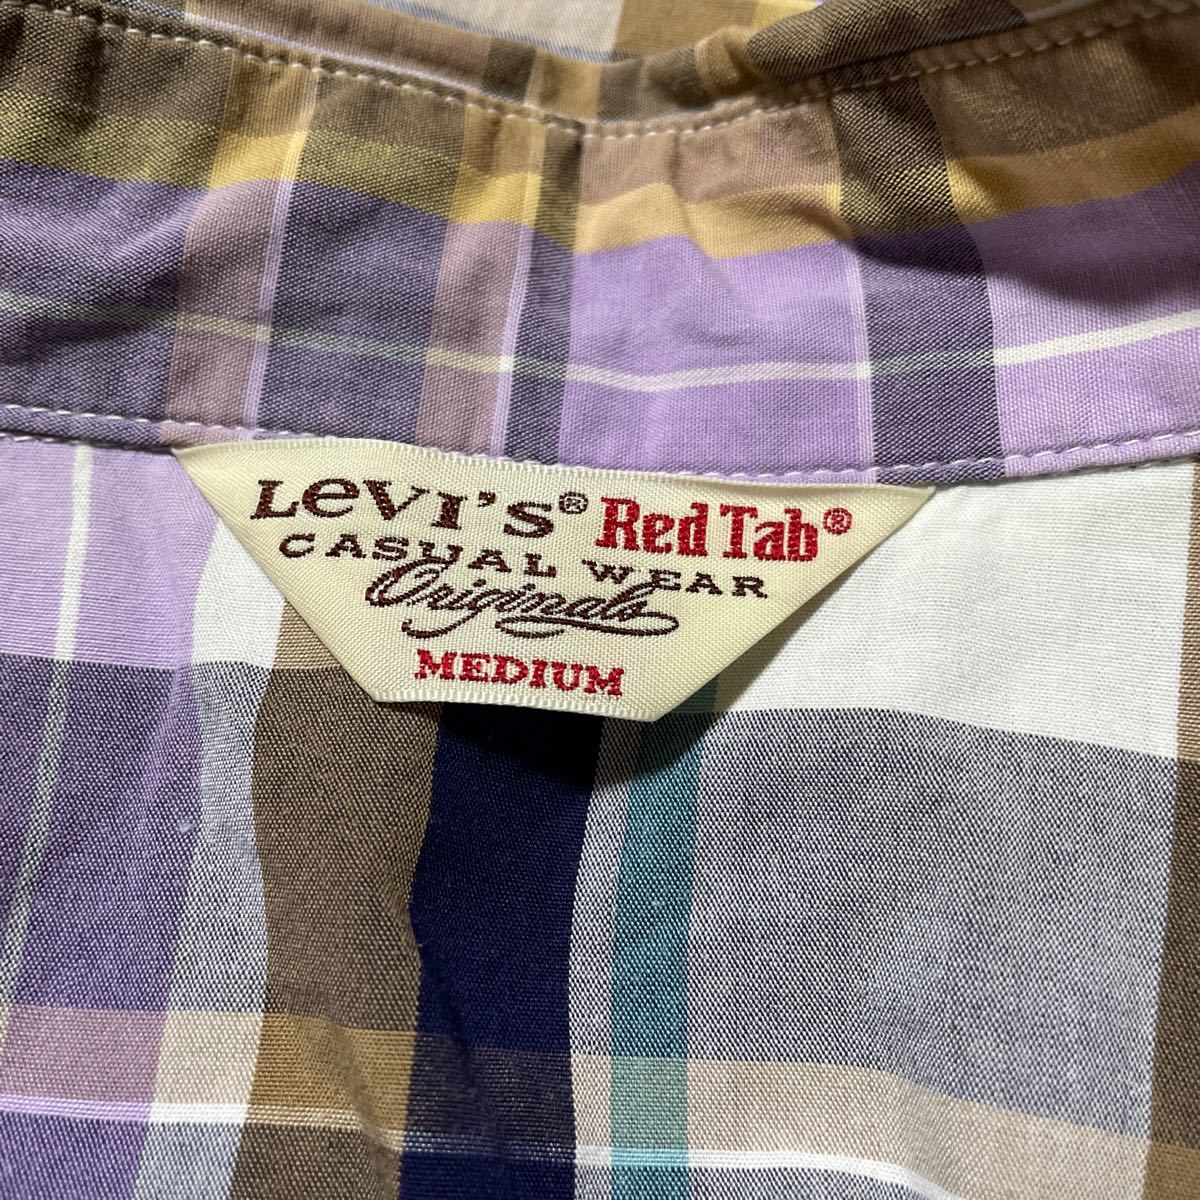 LeVI'S® Red Tab®
CASUAL WEAR
Originals
MEDIUM